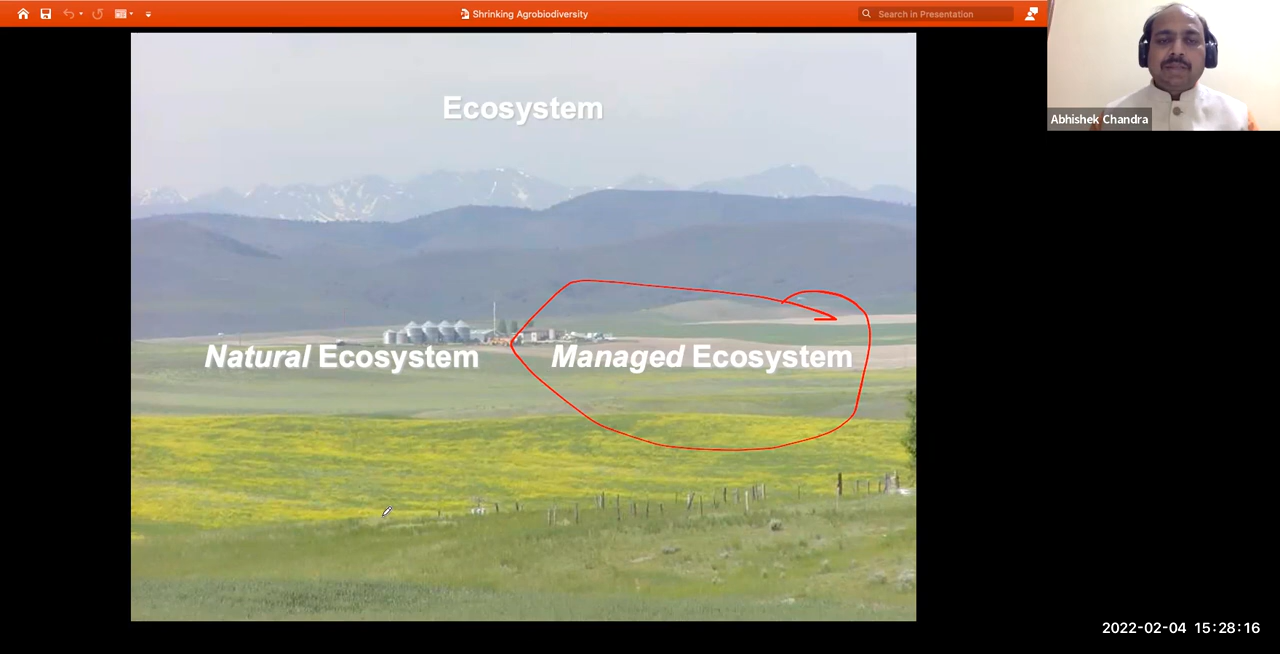 Shrinking Agrobiodiversity
Search in Presentation
Abhishek Chandra
Ecosystem
Natural Ecosystem
Managed Ecosystem
2022-02-04 15:28:16